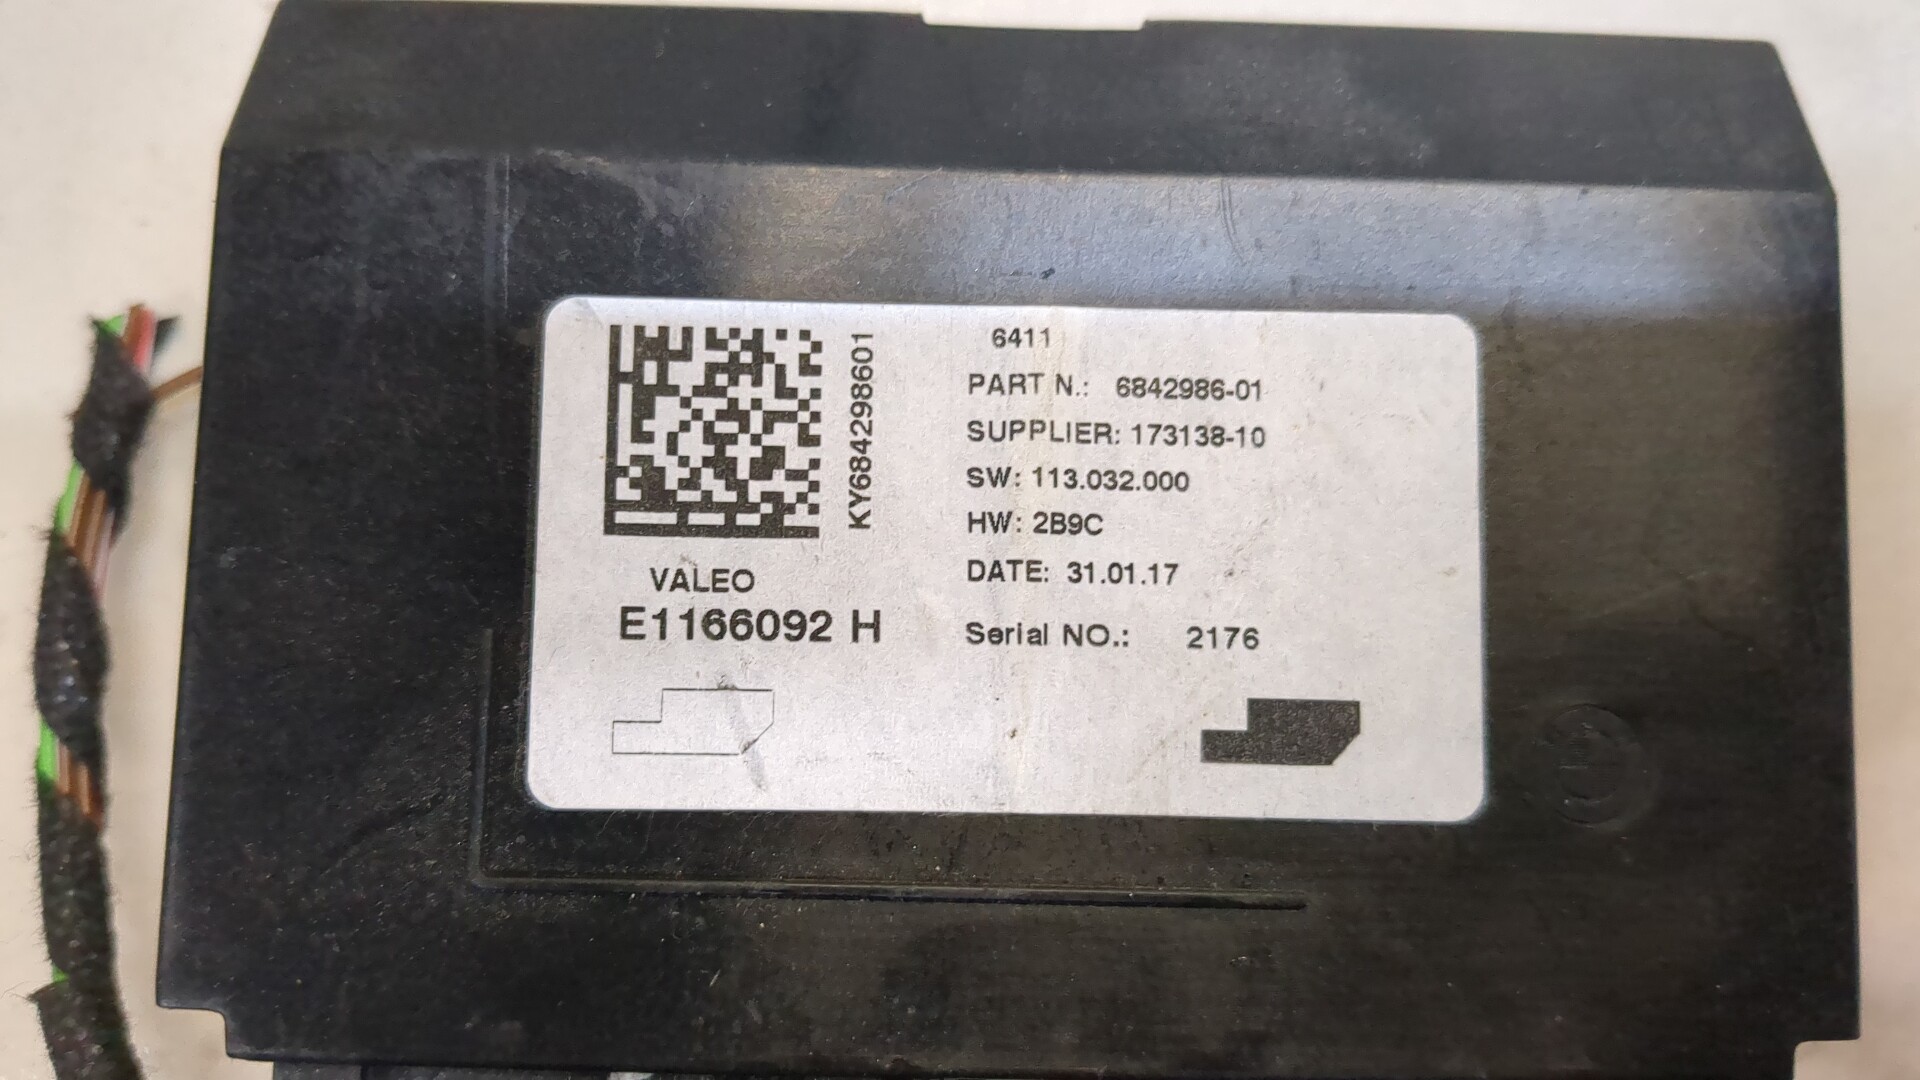 KY684298601
VALEO
E1166092 H
6411
PART N.: 6842986-01
SUPPLIER: 173138-10
SW: 113.032.000
HW: 2B9C
DATE: 31.01.17
Serial NO.: 2176